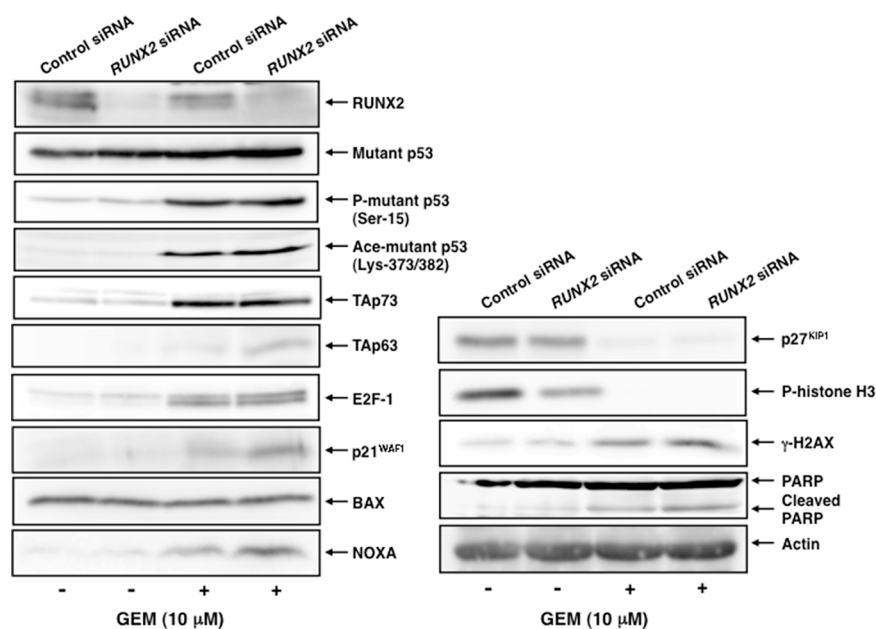 Control siRNA
RUNX2 siRNA
Control siRNA
RUNX2 siRNA
RUNX2
Mutant p53
P-mutant p53
(Ser-15)
Ace-mutant p53
(Lys-373/382)
TAp73
TAp63
E2F-1
p21WAF1
BAX
NOXA
- - + +
GEM (10 μM)
Control siRNA
RUNX2 siRNA
Control siRNA
RUNX2 siRNA
p27KIP1
P-histone H3
γ-H2AX
PARP
Cleaved
PARP
Actin
- - + +
GEM (10 μM)